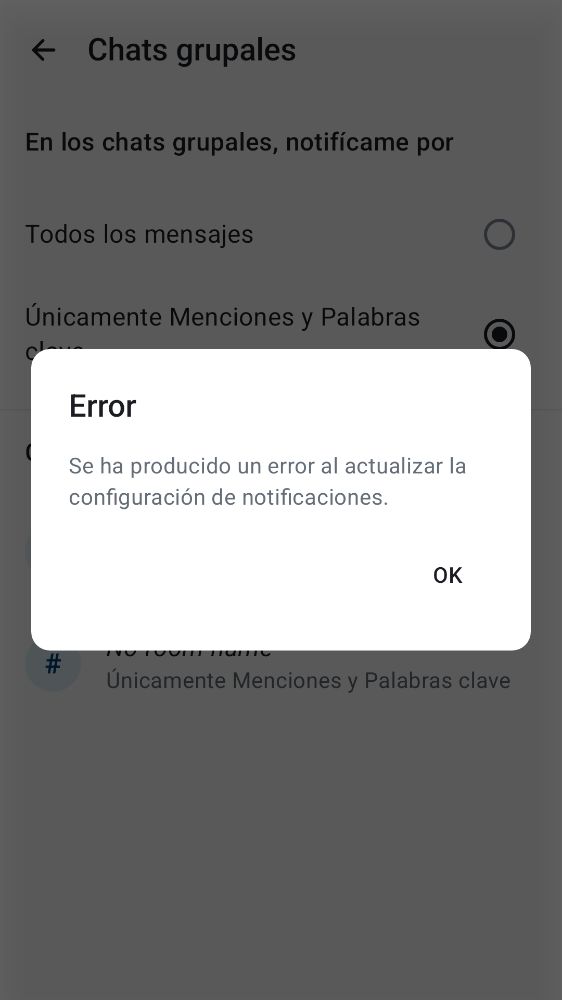 Chats grupales
En los chats grupales, notifícame por
Todos los mensajes
Únicamente Menciones y Palabras
Error
Se ha producido un error al actualizar la
configuración de notificaciones.
OK
No room name
#
Únicamente Menciones y Palabras clave